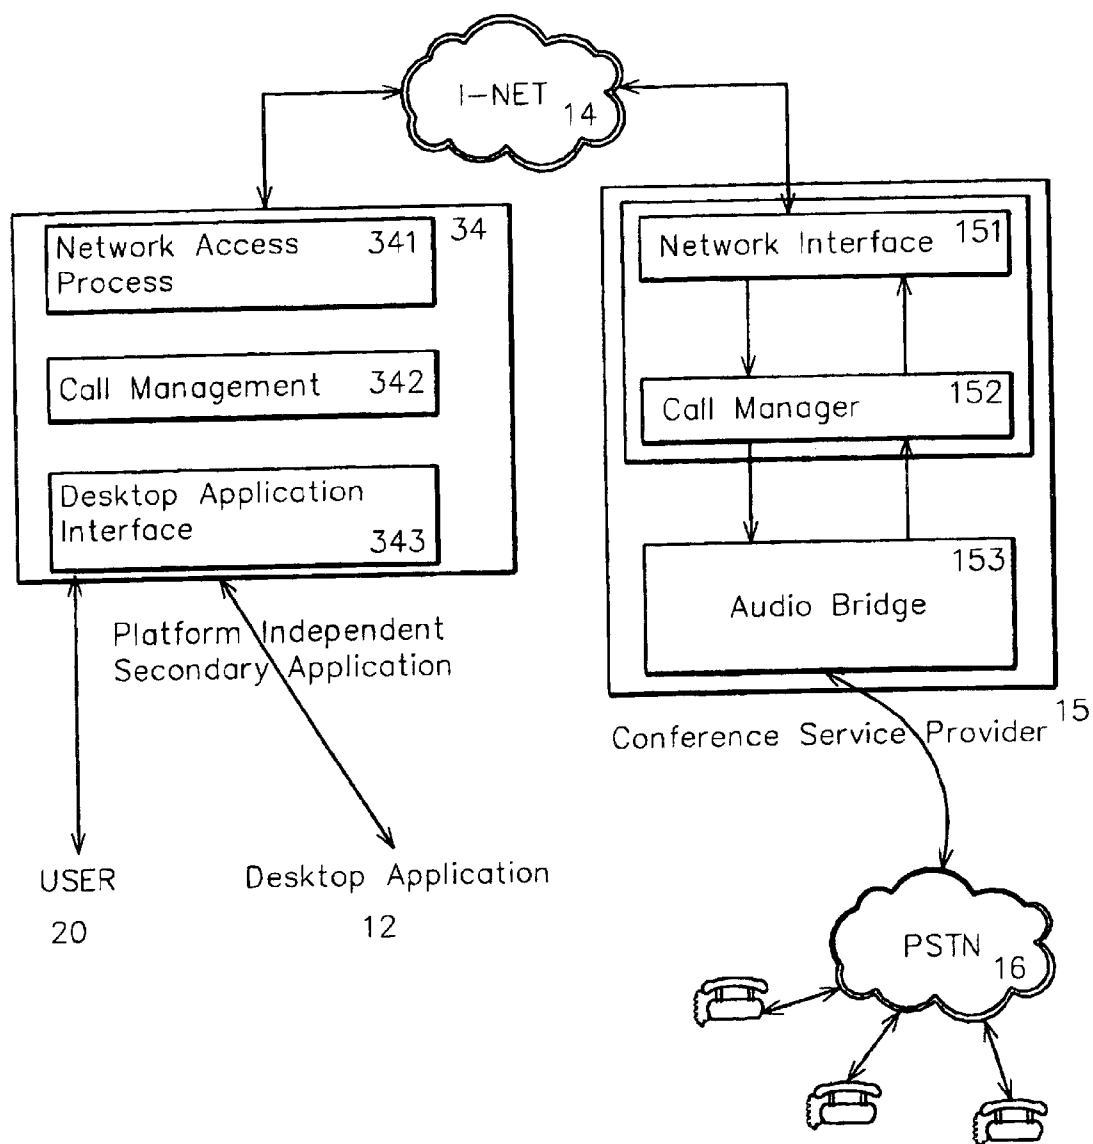 I-NET
14
34
Network Access 341
Process
Call Management 342
Desktop Application
Interface
343
Platform Independent
Secondary Application
USER
20
Desktop Application
12
Network Interface 151
Call Manager 152
153
Audio Bridge
15
Conference Service Provider
PSTN
16